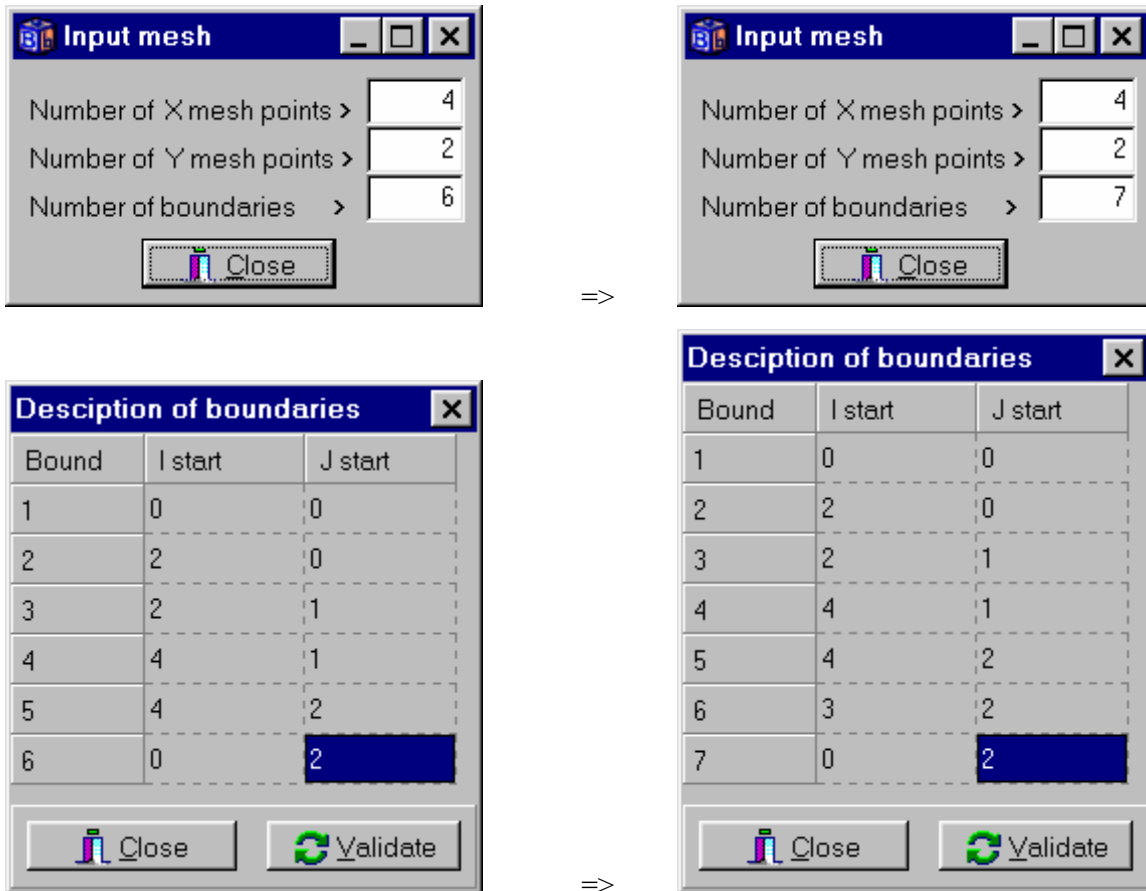 Input mesh
Number of X mesh points > 4
Number of Y mesh points > 2
Number of boundaries > 6
Close
=>
Input mesh
Number of X mesh points > 4
Number of Y mesh points > 2
Number of boundaries > 7
Close
Desciption of boundaries
Bound I start J start
1 0 0
2 2 0
3 2 1
4 4 1
5 4 2
6 0 2
Close Validate
=>
Desciption of boundaries
Bound I start J start
1 0 0
2 2 0
3 2 1
4 4 1
5 4 2
6 3 2
7 0 2
Close Validate